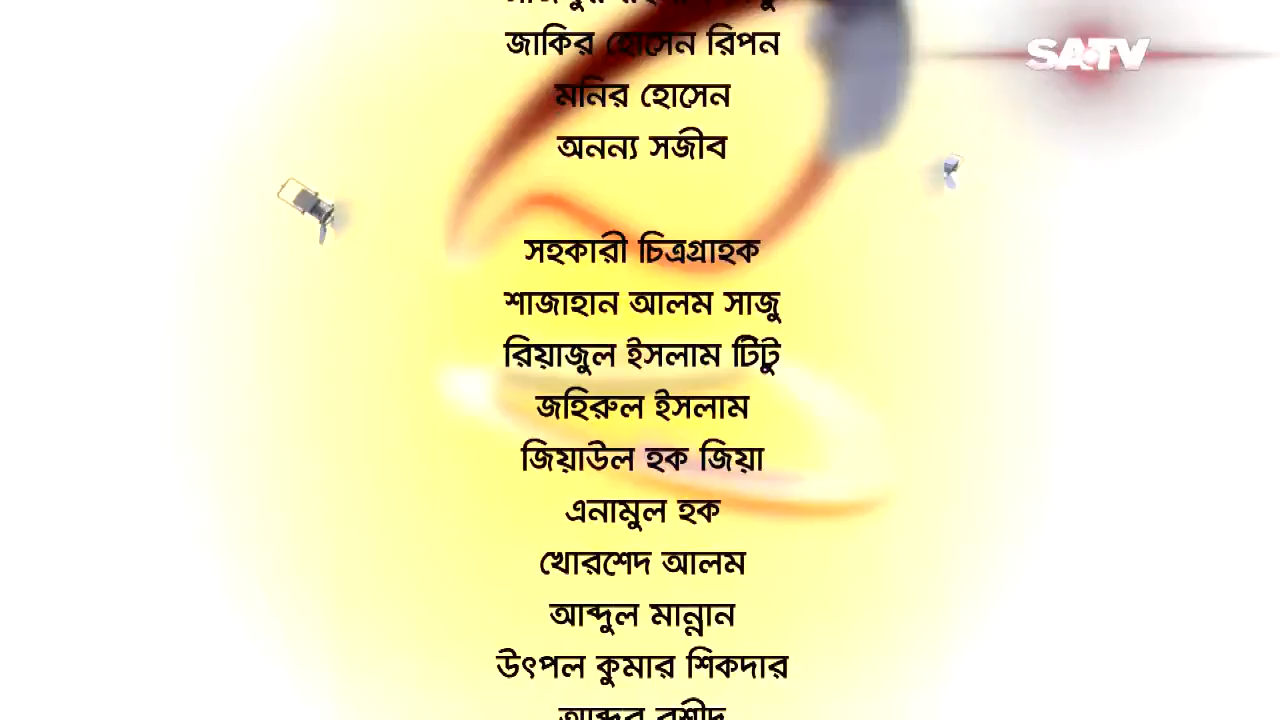 জাকির হোসেন রিপন
SATV
মনির হোসেন
অনন্য সজীব
সহকারী চিত্রগ্রাহক
শাজাহান আলম সাজু
রিয়াজুল ইসলাম টিটু
জহিরুল ইসলাম
জিয়াউল হক জিয়া
এনামুল হক
খোরশেদ আলম
আব্দুল মান্নান
উৎপল কুমার শিকদার